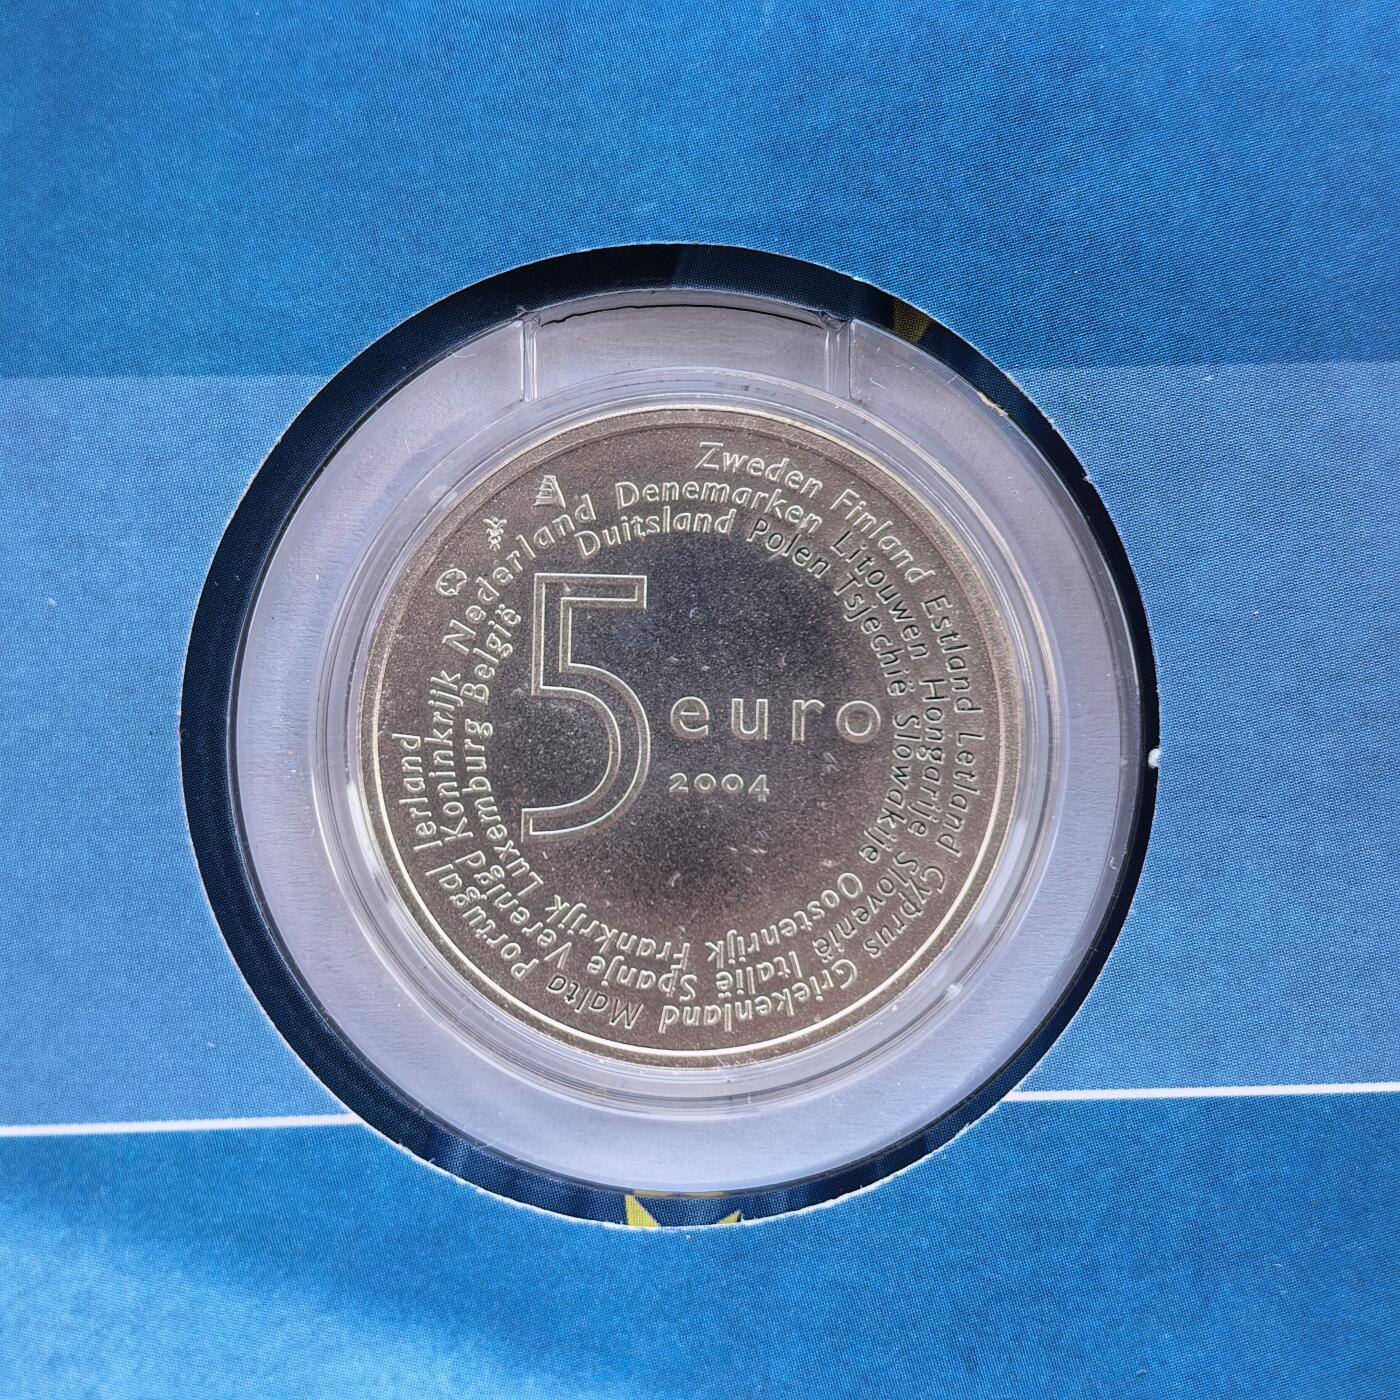 Zweden Finland Estland Letland Cyprus Griekenland Malta Portugal Ierland
Nederland Denemarken Litouwen Hongarije Slovenië Italië Spanje Verenigd Koninkrijk
Duitsland Polen Tsjechië Slowakije Oostenrijk Frankrijk Luxemburg België
5 euro
2004